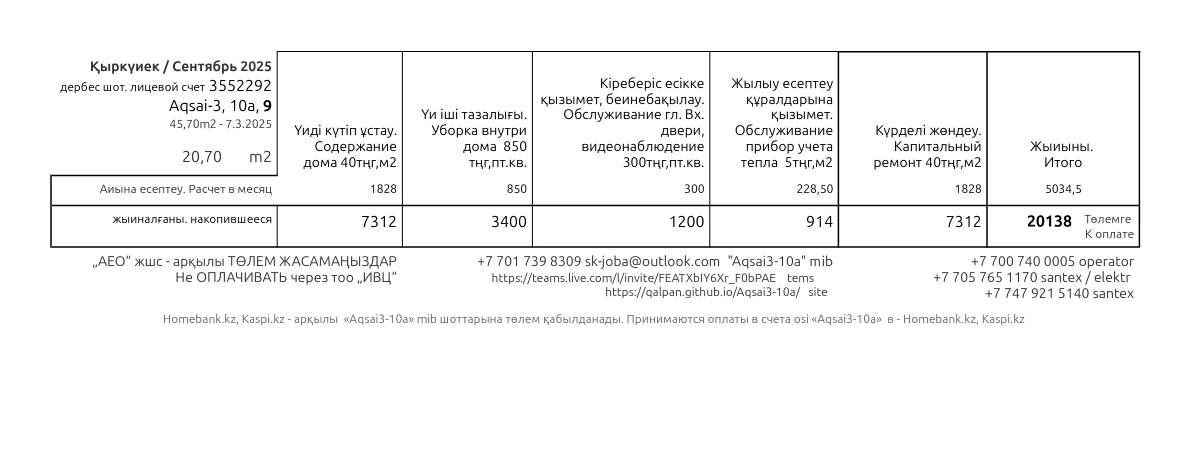 Қыркүиек / Сентябрь 2025
дербес шот. лицевой счет 3552292
Aqsai-3, 10a, 9
45,70m2 - 7.3.2025
20,70 m2
Үиді күтіп ұстау.
Содержание
дома 40тңг,м2
Үи іші тазалығы.
Уборка внутри
дома 850
тңг,пт.кв.
Кіреберіс есікке
қызымет, беинебақылау.
Обслуживание гл. Вх.
двери,
видеонаблюдение
300тңг,пт.кв.
Жылыу есептеу
құралдарына
қызымет.
Обслуживание
прибор учета
тепла 5тңг,м2
Күрделі жөндеу.
Капитальный
ремонт 40тңг,м2
Жыиыны.
Итого
Аиына есептеу. Расчет в месяц 1828 850 300 228,50 1828 5034,5
жыиналғаны. накопившееся 7312 3400 1200 914 7312 20138 Төлемге
К оплате
„АЕО“ жшс - арқылы ТӨЛЕМ ЖАСАМАҢЫЗДАР
Не ОПЛАЧИВАТЬ через тоо „ИВЦ“
+7 701 739 8309 sk-joba@outlook.com "Aqsai3-10a" mib
https://teams.live.com/l/invite/FEATXbIY6Xr_F0bPAE tems
https://qalpan.github.io/Aqsai3-10a/ site
+7 700 740 0005 operator
+7 705 765 1170 santex / elektr
+7 747 921 5140 santex
Homebank.kz, Kaspi.kz - арқылы «Aqsai3-10a» mib шоттарына төлем қабылданады. Принимаются оплаты в счета osi «Aqsai3-10a» в - Homebank.kz, Kaspi.kz